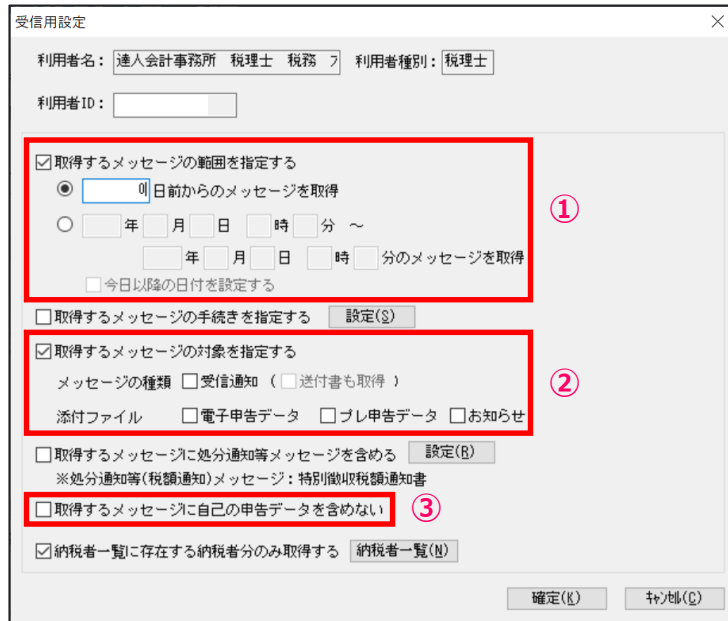 受信用設定
利用者名： 達人会計事務所 税理士 税務 フ 利用者種別： 税理士
利用者ID：
取得するメッセージの範囲を指定する
0 日前からのメッセージを取得
年 月 日 時 分 ～
年 月 日 時 分のメッセージを取得
今日以降の日付を設定する
①
取得するメッセージの手続きを指定する 設定(S)
取得するメッセージの対象を指定する
メッセージの種類 受信通知 （ 送付書も取得 ）
添付ファイル 電子申告データ プレ申告データ お知らせ
②
取得するメッセージに処分通知等メッセージを含める 設定(R)
※処分通知等(税額通知)メッセージ：特別徴収税額通知書
取得するメッセージに自己の申告データを含めない ③
納税者一覧に存在する納税者分のみ取得する 納税者一覧(N)
確定(K) ｷｬﾝｾﾙ(C)